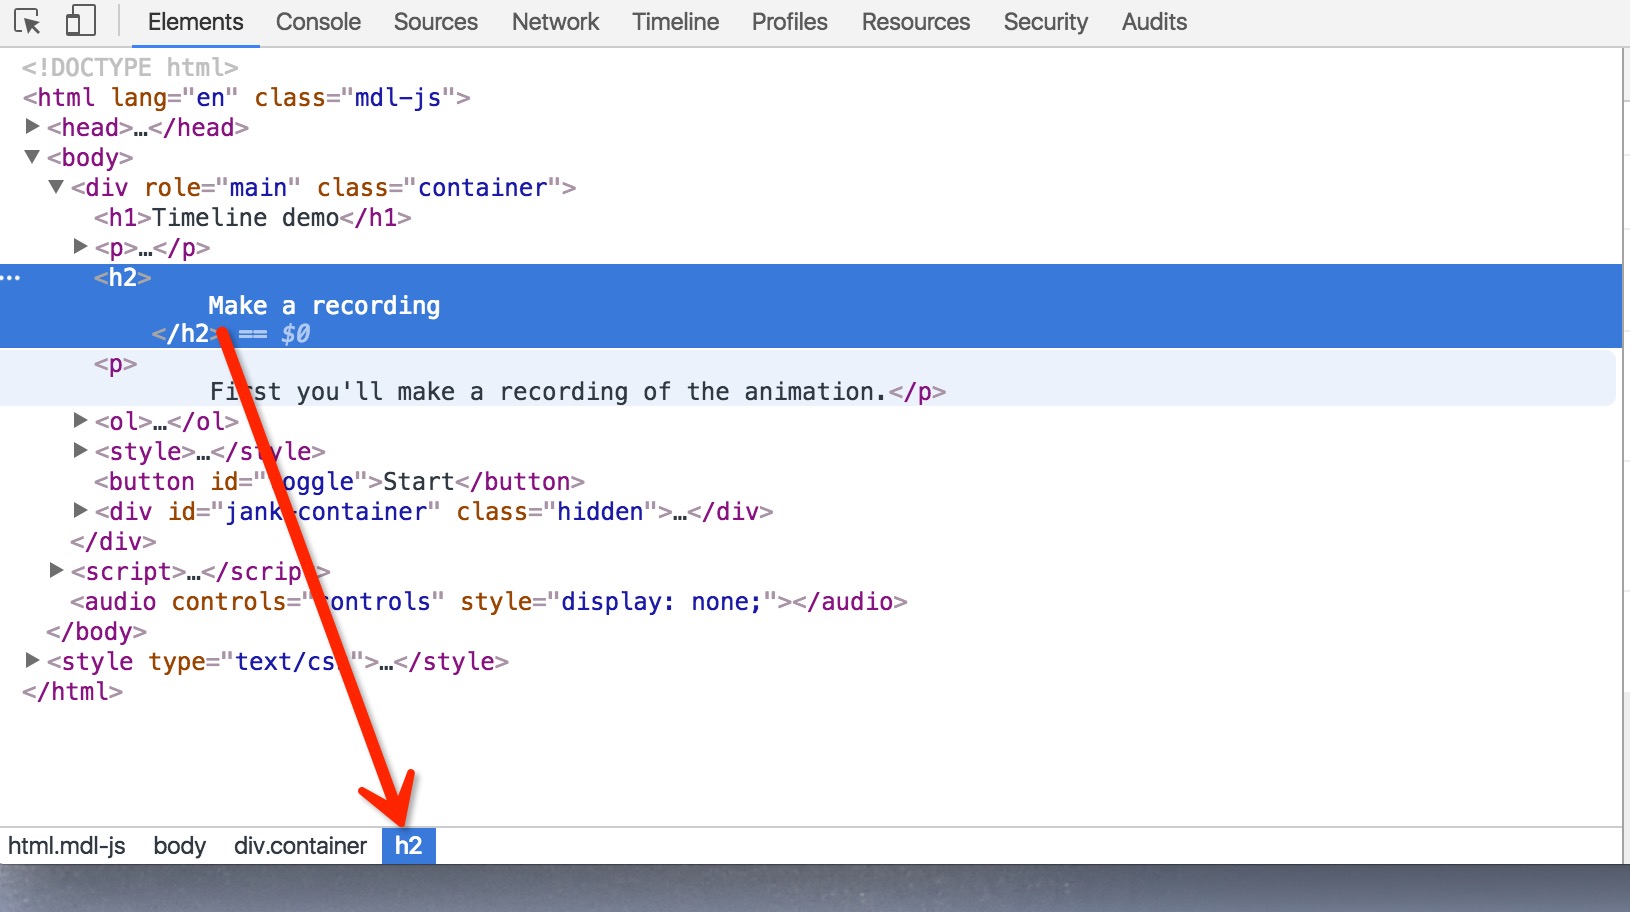 Elements Console Sources Network Timeline Profiles Resources Security Audits
<!DOCTYPE html>
<html lang="en" class="mdl-js">
<head>…</head>
<body>
<div role="main" class="container">
<h1>Timeline demo</h1>
<p>…</p>
… <h2>
Make a recording
</h2> == $0
<p>
First you'll make a recording of the animation.</p>
<ol>…</ol>
<style>…</style>
<button id="toggle">Start</button>
<div id="jank-container" class="hidden">…</div>
</div>
<script>…</script>
<audio controls="controls" style="display: none;"></audio>
</body>
<style type="text/css">…</style>
</html>
html.mdl-js body div.container h2